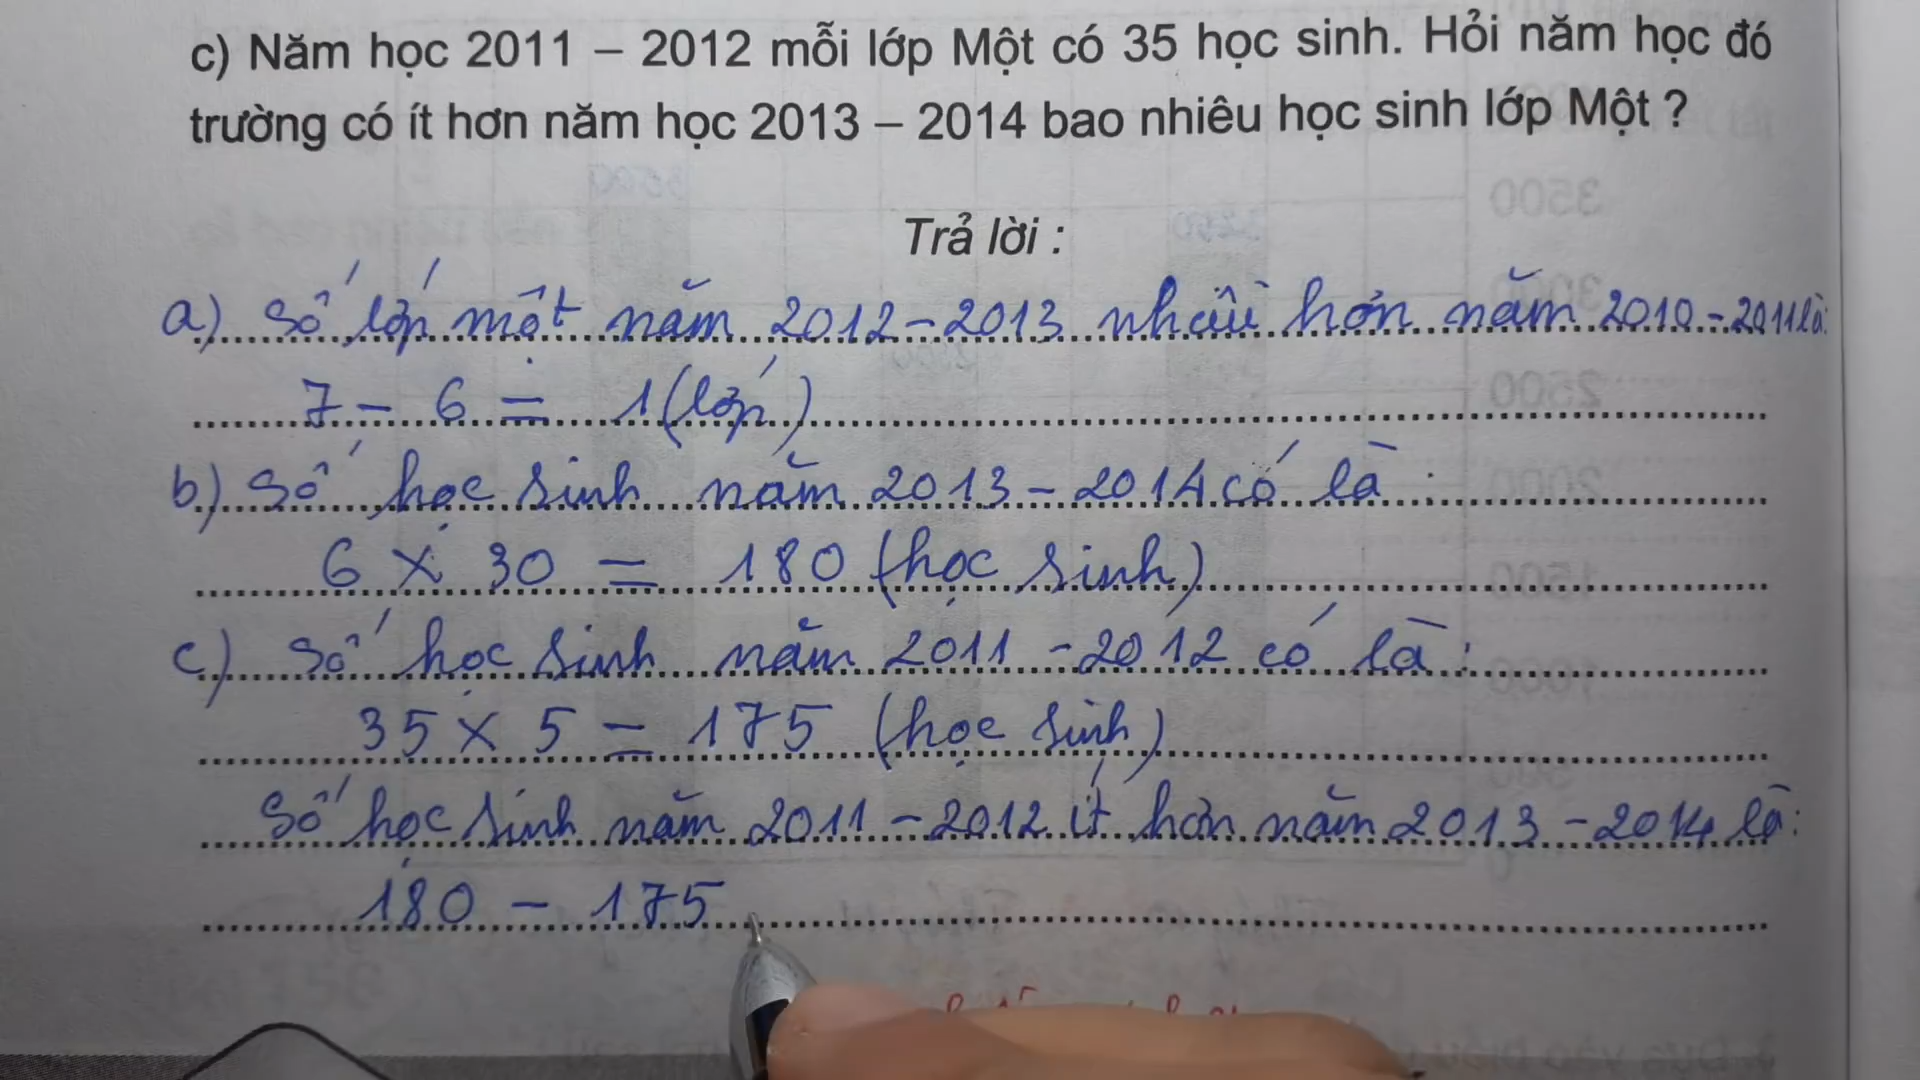 c) Năm học 2011 – 2012 mỗi lớp Một có 35 học sinh. Hỏi năm học đó
trường có ít hơn năm học 2013 – 2014 bao nhiêu học sinh lớp Một ?
Trả lời :
a) Số lớp một năm 2012-2013 nhiều hơn năm 2010-2011 là:
7 - 6 = 1 (lớp)
b) Số học sinh năm 2013-2014 có là :
6 × 30 = 180 (học sinh)
c) Số học sinh năm 2011-2012 có là :
35 × 5 = 175 (học sinh)
Số học sinh năm 2011-2012 ít hơn năm 2013-2014 là:
180 - 175